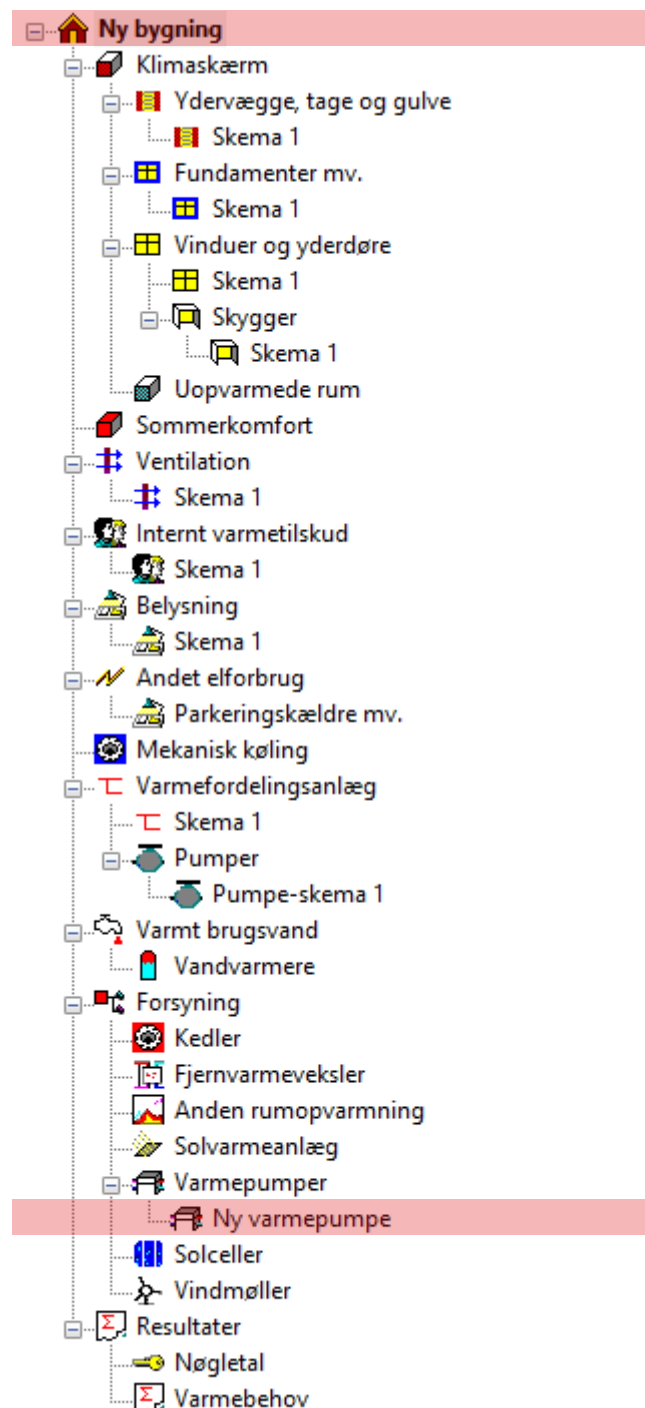 Ny bygning
Klimaskærm
Ydervægge, tage og gulve
Skema 1
Fundamenter mv.
Skema 1
Vinduer og yderdøre
Skema 1
Skygger
Skema 1
Uopvarmede rum
Sommerkomfort
Ventilation
Skema 1
Internt varmetilskud
Skema 1
Belysning
Skema 1
Andet elforbrug
Parkeringskældre mv.
Mekanisk køling
Varmefordelingsanlæg
Skema 1
Pumper
Pumpe-skema 1
Varmt brugsvand
Vandvarmere
Forsyning
Kedler
Fjernvarmeveksler
Anden rumopvarmning
Solvarmeanlæg
Varmepumper
Ny varmepumpe
Solceller
Vindmøller
Resultater
Nøgletal
Varmebehov